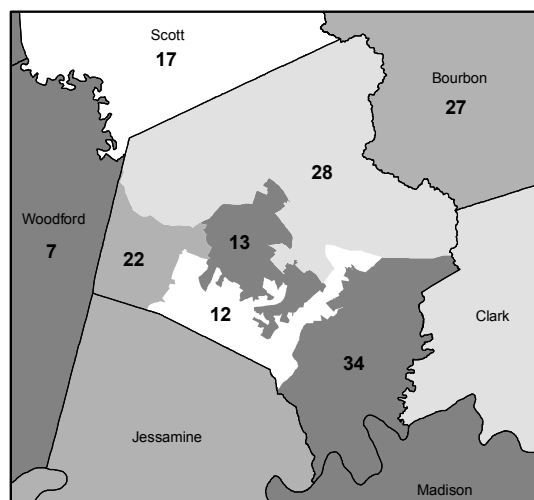 Scott
17
Bourbon
27
28
Woodford
7
13
22
12
Clark
34
Jessamine
Madison